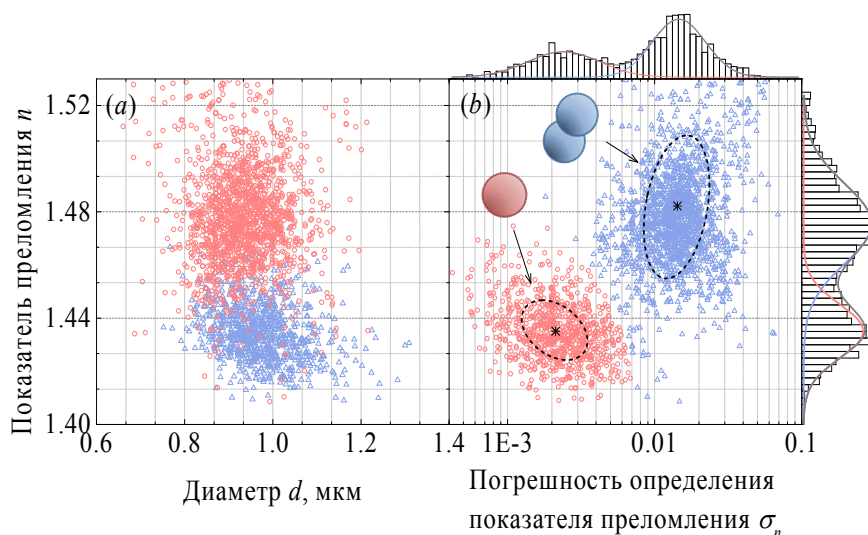 (a)
(b)
Показатель преломления n
1.52
1.48
1.44
1.40
0.6
0.8
1.0
1.2
1.4
1E-3
0.01
0.1
Диаметр d, мкм
Погрешность определения
показателя преломления σₙ